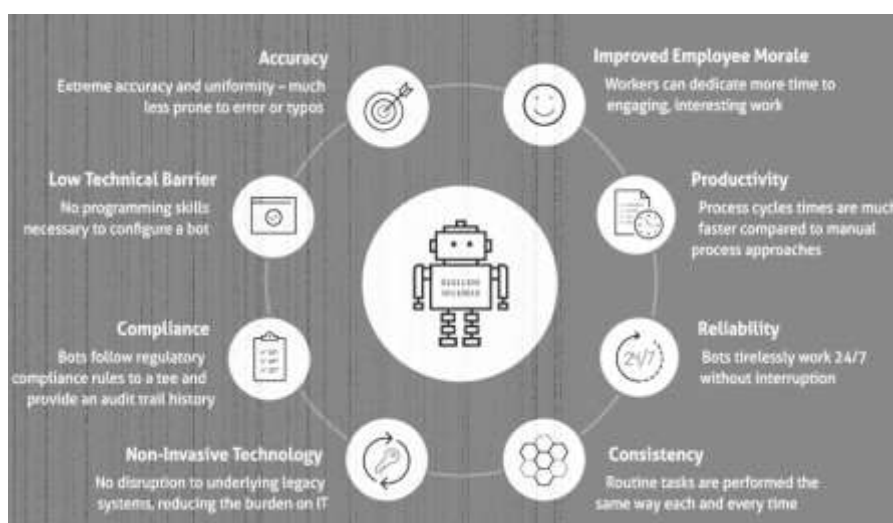 Accuracy
Extreme accuracy and uniformity – much
less prone to error or typos
Improved Employee Morale
Workers can dedicate more time to
engaging, interesting work
Low Technical Barrier
No programming skills
necessary to configure a bot
Productivity
Process cycles times are much
faster compared to manual
process approaches
Compliance
Bots follow regulatory
compliance rules to a tee and
provide an audit trail history
Reliability
24/7
Bots tirelessly work 24/7
without interruption
Non-Invasive Technology
No disruption to underlying legacy
systems, reducing the burden on IT
Consistency
Routine tasks are performed the
same way each and every time